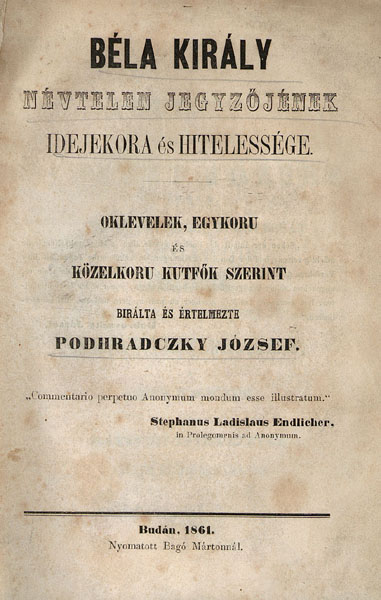 BÉLA KIRÁLY
NÉVTELEN JEGYZŐJÉNEK
IDEJEKORA és HITELESSÉGE.
OKLEVELEK, EGYKORU
ÉS
KÖZELKORU KUTFŐK SZERINT
BIRÁLTA ÉS ÉRTELMEZTE
PODHRADCZKY JÓZSEF.
„Commentario perpetuo Anonymum mondum esse illustratum.“
Stephanus Ladislaus Endlicher,
in Prolegomenis ad Anonymum.
Budán, 1861.
Nyomatott Bagó Mártonnál.